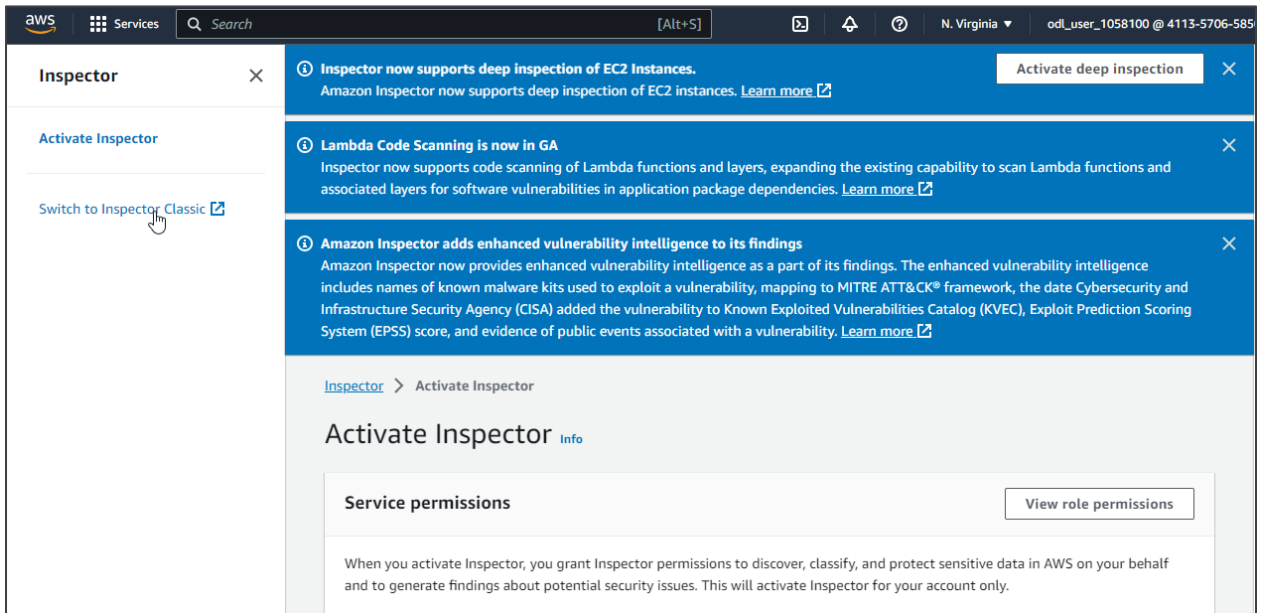 aws
Services
Search
[Alt+S]
N. Virginia
odl_user_1058100 @ 4113-5706-585
Inspector
Activate Inspector
Switch to Inspector Classic
Inspector now supports deep inspection of EC2 Instances.
Amazon Inspector now supports deep inspection of EC2 instances. Learn more
Activate deep inspection
Lambda Code Scanning is now in GA
Inspector now supports code scanning of Lambda functions and layers, expanding the existing capability to scan Lambda functions and
associated layers for software vulnerabilities in application package dependencies. Learn more
Amazon Inspector adds enhanced vulnerability intelligence to its findings
Amazon Inspector now provides enhanced vulnerability intelligence as a part of its findings. The enhanced vulnerability intelligence
includes names of known malware kits used to exploit a vulnerability, mapping to MITRE ATT&CK® framework, the date Cybersecurity and
Infrastructure Security Agency (CISA) added the vulnerability to Known Exploited Vulnerabilities Catalog (KVEC), Exploit Prediction Scoring
System (EPSS) score, and evidence of public events associated with a vulnerability. Learn more
Inspector > Activate Inspector
Activate Inspector Info
Service permissions
View role permissions
When you activate Inspector, you grant Inspector permissions to discover, classify, and protect sensitive data in AWS on your behalf
and to generate findings about potential security issues. This will activate Inspector for your account only.